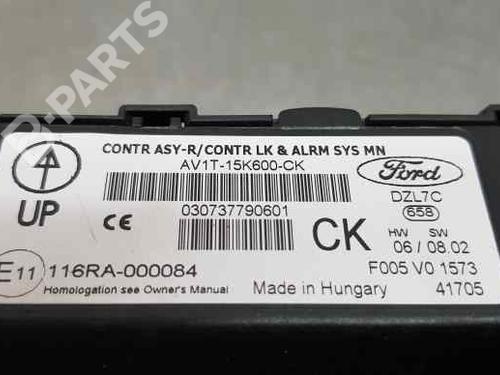 CONTR ASY-R/CONTR LK & ALRM SYS MN
AV1T-15K600-CK
Ford
DZL7C
658
030737790601
UP
CE
CK
HW SW
06 / 08.02
E11 116RA-000084
F005 V0 1573
Homologation see Owner's Manual
Made in Hungary
41705
B-PARTS